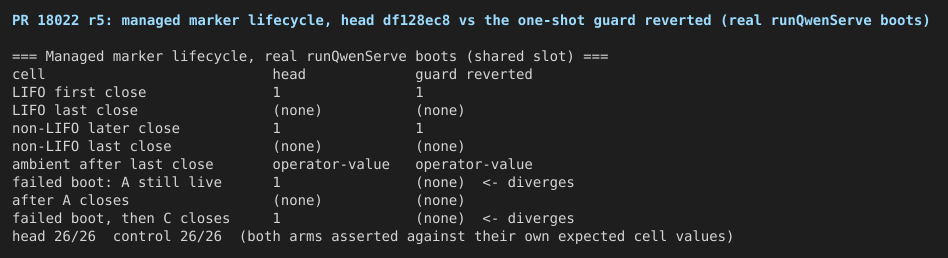 PR 18022 r5: managed marker lifecycle, head df128ec8 vs the one-shot guard reverted (real runQwenServe boots)
=== Managed marker lifecycle, real runQwenServe boots (shared slot) ===
cell head guard reverted
LIFO first close 1 1
LIFO last close (none) (none)
non-LIFO later close 1 1
non-LIFO last close (none) (none)
ambient after last close operator-value operator-value
failed boot: A still live 1 (none) <- diverges
after A closes (none) (none)
failed boot, then C closes 1 (none) <- diverges
head 26/26 control 26/26 (both arms asserted against their own expected cell values)